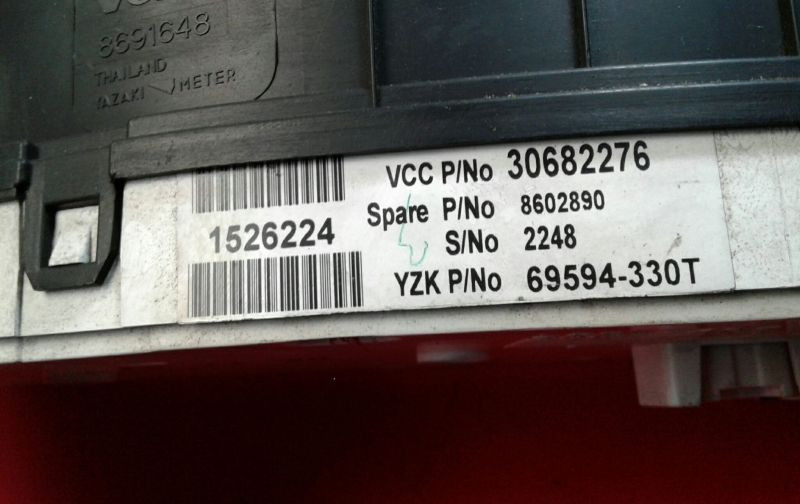 8691648
THAILAND
YAZAKI METER
VCC P/No 30682276
Spare P/No 8602890
1526224
S/No 2248
YZK P/No 69594-330T